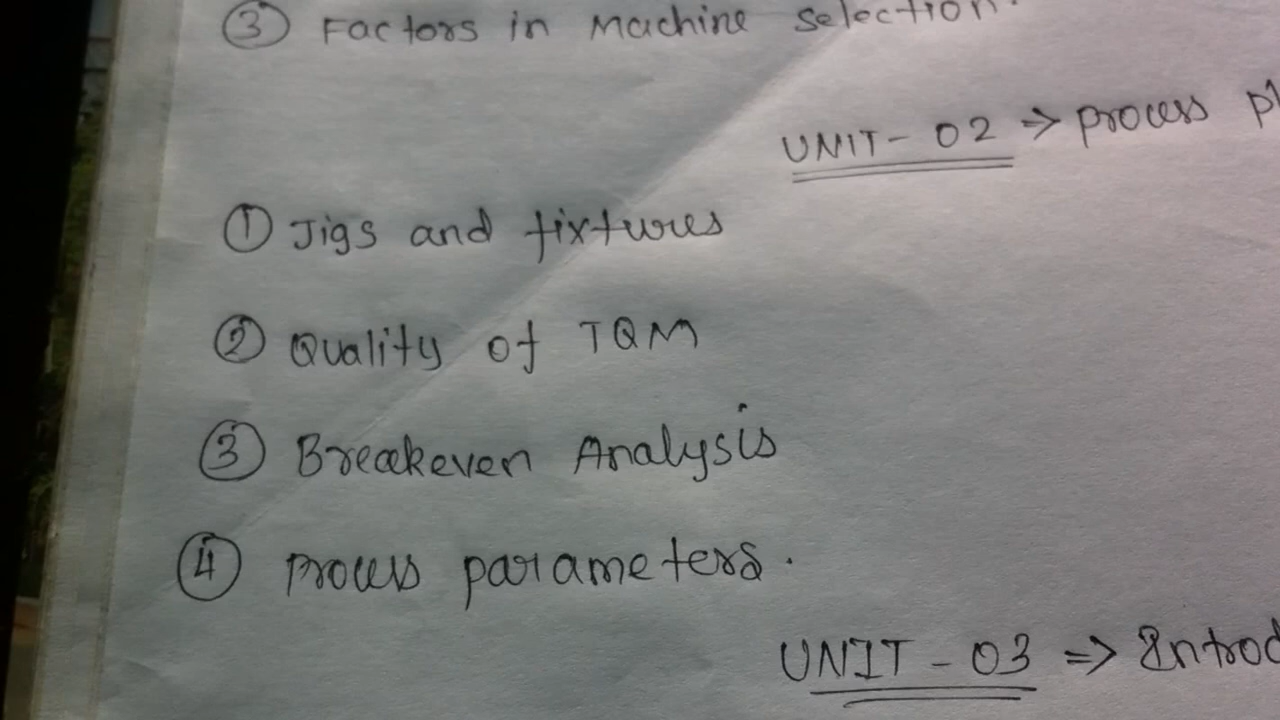 ③ Factors in Machine Selection.
UNIT - 02 ⇒ process
① Jigs and fixtures
② Quality of TQM
③ Breakeven Analysis
④ Process parameters.
UNIT - 03 ⇒